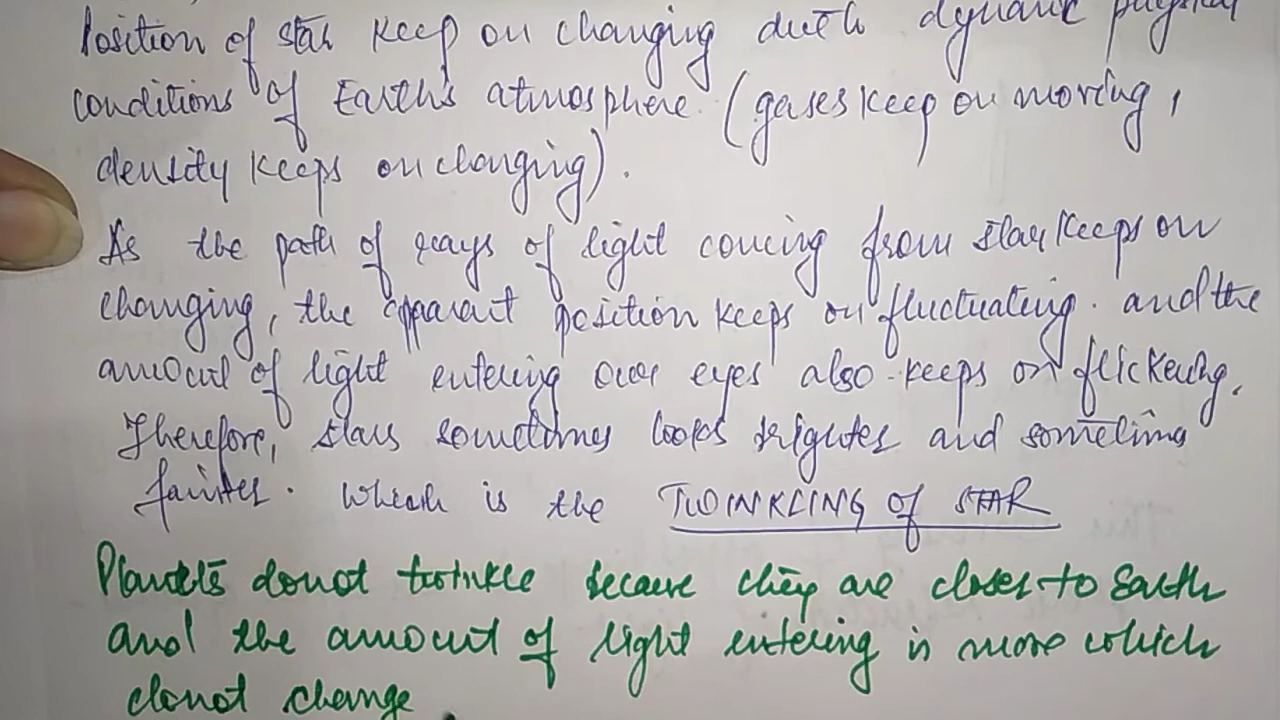 Position of star keep on changing due to dynamic physical
conditions of Earth's atmosphere (gases keep on moving,
density keeps on changing).
As the path of rays of light coming from star keeps on
changing, the apparent position keeps on fluctuating. and the
amount of light entering our eyes also keeps on flickering.
Therefore, stars sometimes looks brighter and sometime
fainter. Which is the TWINKLING of STAR
Planets donot twinkle because they are closer to Earth
and the amount of light entering is more which
donot change.